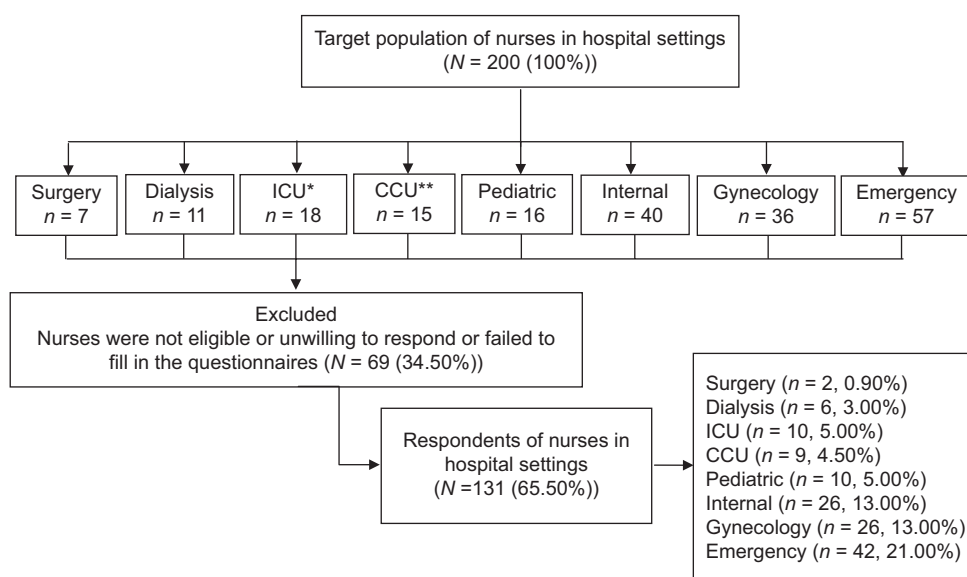 Target population of nurses in hospital settings
(N = 200 (100%))
Surgery
n = 7
Dialysis
n = 11
ICU*
n = 18
CCU**
n = 15
Pediatric
n = 16
Internal
n = 40
Gynecology
n = 36
Emergency
n = 57
Excluded
Nurses were not eligible or unwilling to respond or failed to
fill in the questionnaires (N = 69 (34.50%))
Respondents of nurses in
hospital settings
(N =131 (65.50%))
Surgery (n = 2, 0.90%)
Dialysis (n = 6, 3.00%)
ICU (n = 10, 5.00%)
CCU (n = 9, 4.50%)
Pediatric (n = 10, 5.00%)
Internal (n = 26, 13.00%)
Gynecology (n = 26, 13.00%)
Emergency (n = 42, 21.00%)